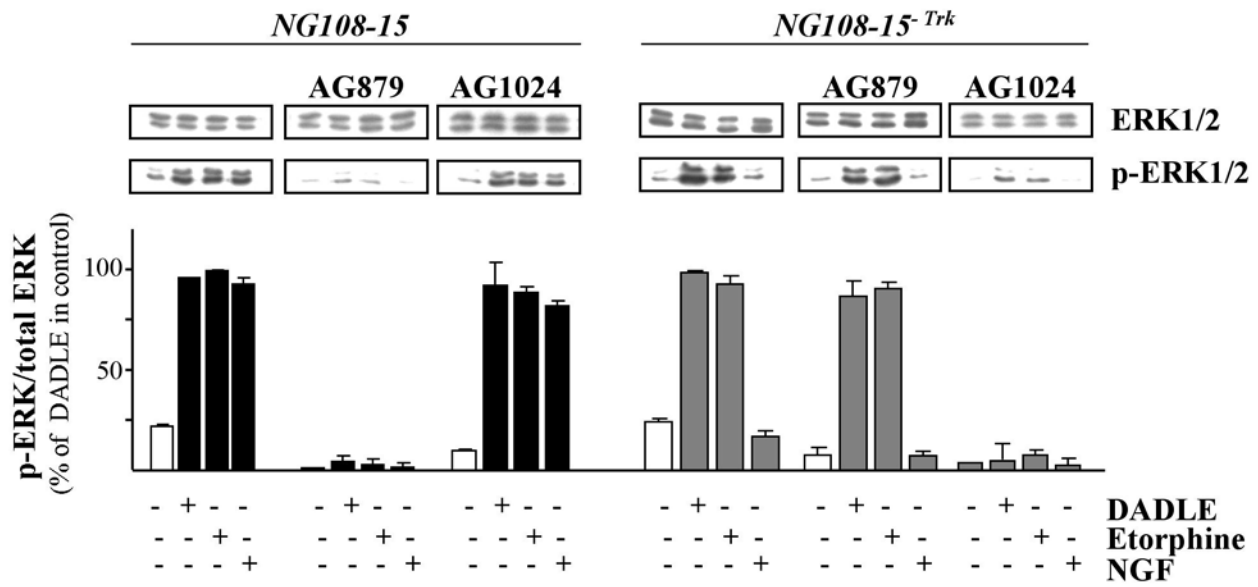 NG108-15 NG108-15- Trk
AG879 AG1024 AG879 AG1024
ERK1/2
p-ERK1/2
p-ERK/total ERK
(% of DADLE in control)
100
50
- + - - - + - - - + - - - + - - - + - - - + - - DADLE
- - + - - - + - - - + - - - + - - - + - - - + - Etorphine
- - - + - - - + - - - + - - - + - - - + - - - + NGF